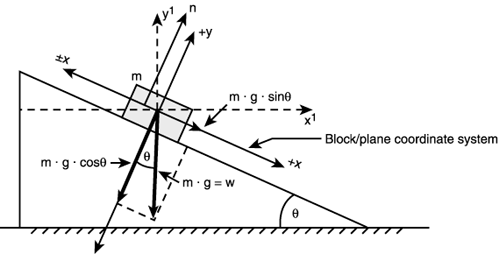 y¹
n
+y
±x
m
m · g · sinθ
x¹
Block/plane coordinate system
m · g · cosθ
θ
+x
m · g = w
θ